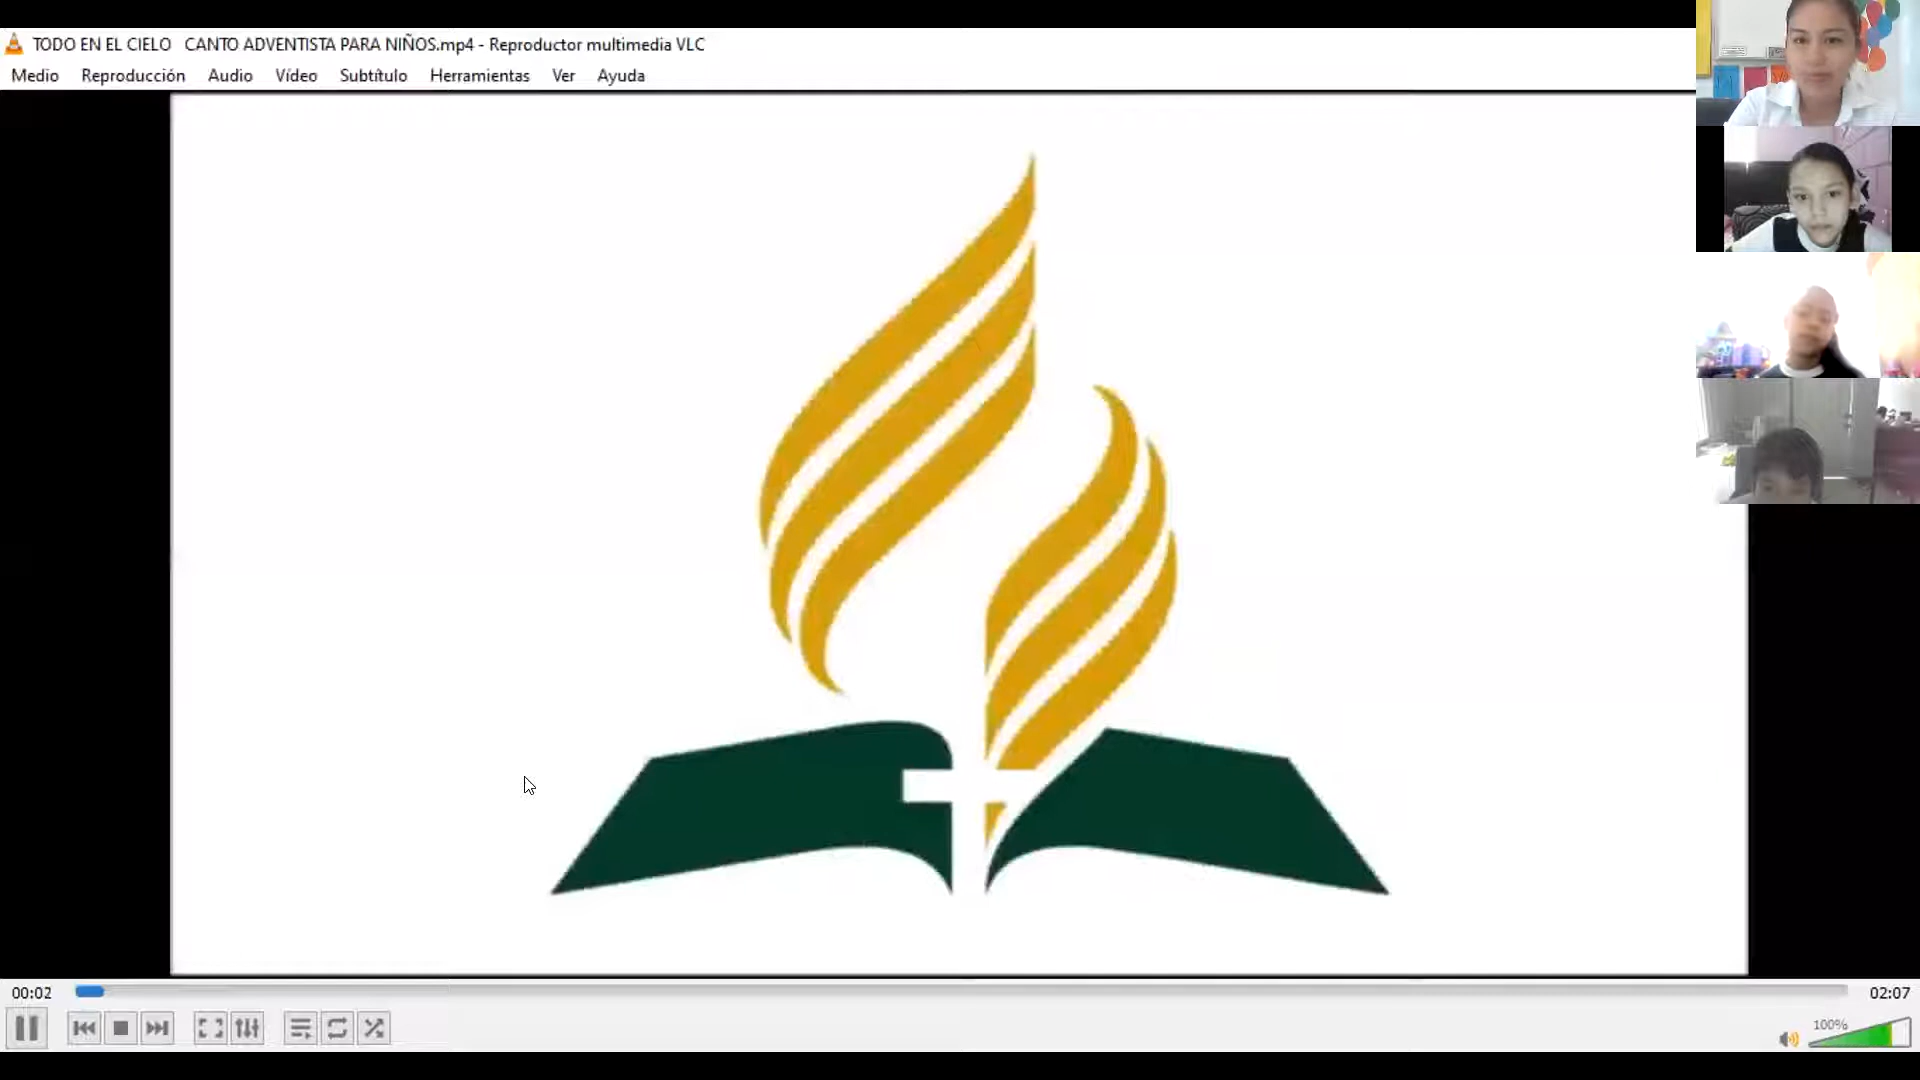 TODO EN EL CIELO   CANTO ADVENTISTA PARA NIÑOS.mp4 - Reproductor multimedia VLC
Medio Reproducción Audio Vídeo Subtítulo Herramientas Ver Ayuda
00:02
02:07
100%